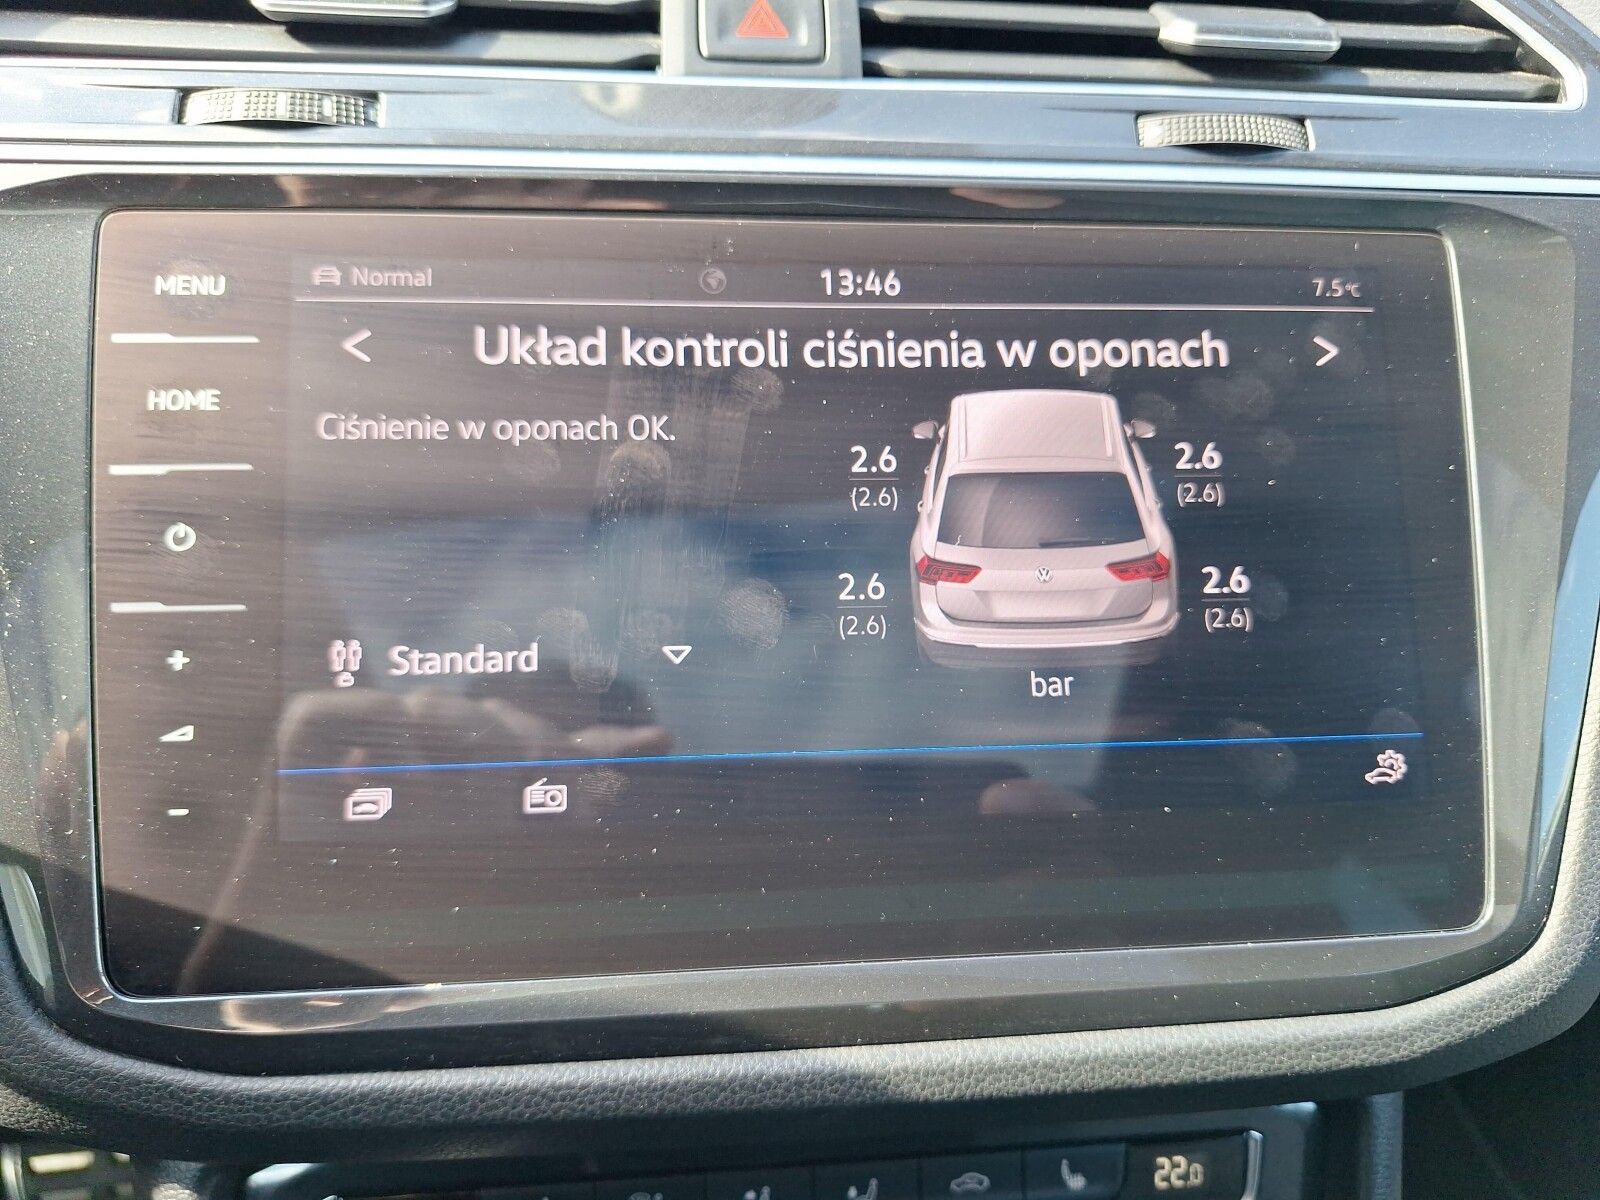 MENU
Normal
13:46
7.5°C
< Układ kontroli ciśnienia w oponach >
HOME
Ciśnienie w oponach OK.
2.6
(2.6)
2.6
(2.6)
2.6
(2.6)
2.6
(2.6)
Standard
bar
+
-
22.0